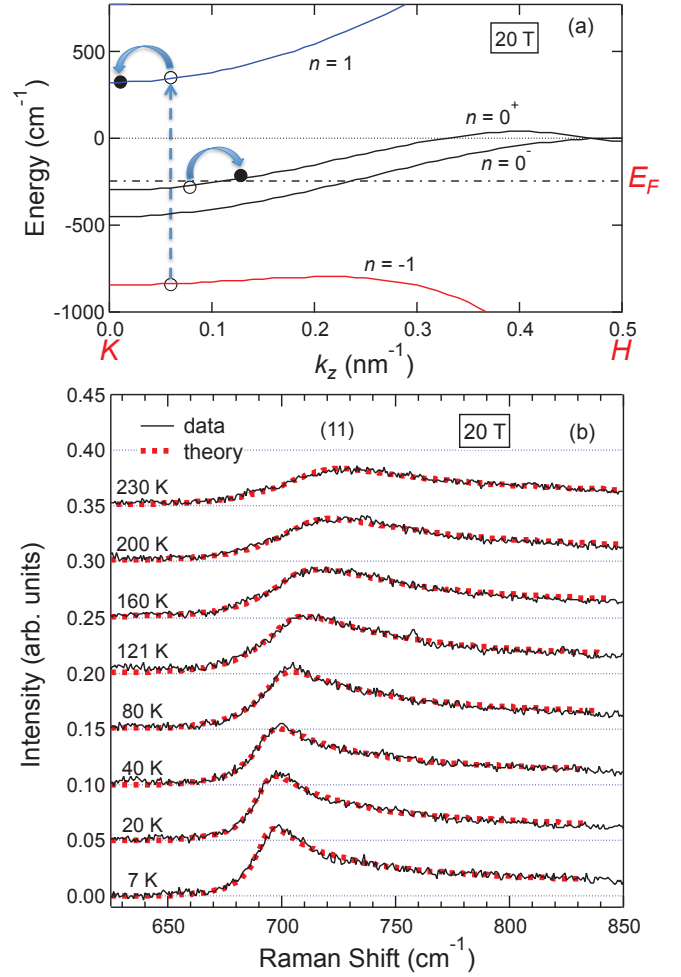 (a)
20 T
500
n = 1
0
n = 0+
n = 0-
E_F
-500
n = -1
-1000
Energy (cm-1)
0.0 0.1 0.2 0.3 0.4 0.5
K H
kz (nm-1)
0.45
data (11) 20 T (b)
theory
0.40
230 K
0.35
200 K
0.30
160 K
0.25
121 K
0.20
80 K
0.15
40 K
0.10
20 K
0.05
7 K
0.00
Intensity (arb. units)
650 700 750 800 850
Raman Shift (cm-1)